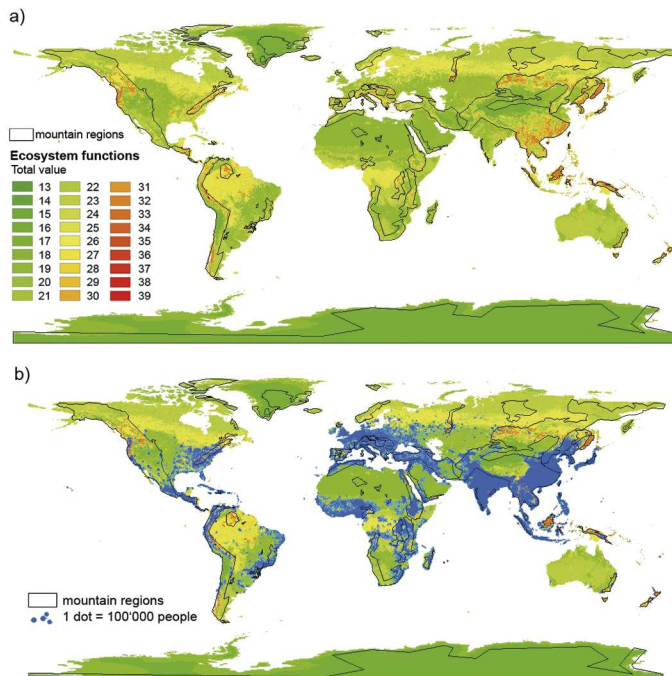 a)
mountain regions
Ecosystem functions
Total value
13 22 31
14 23 32
15 24 33
16 25 34
17 26 35
18 27 36
19 28 37
20 29 38
21 30 39
b)
mountain regions
1 dot = 100'000 people